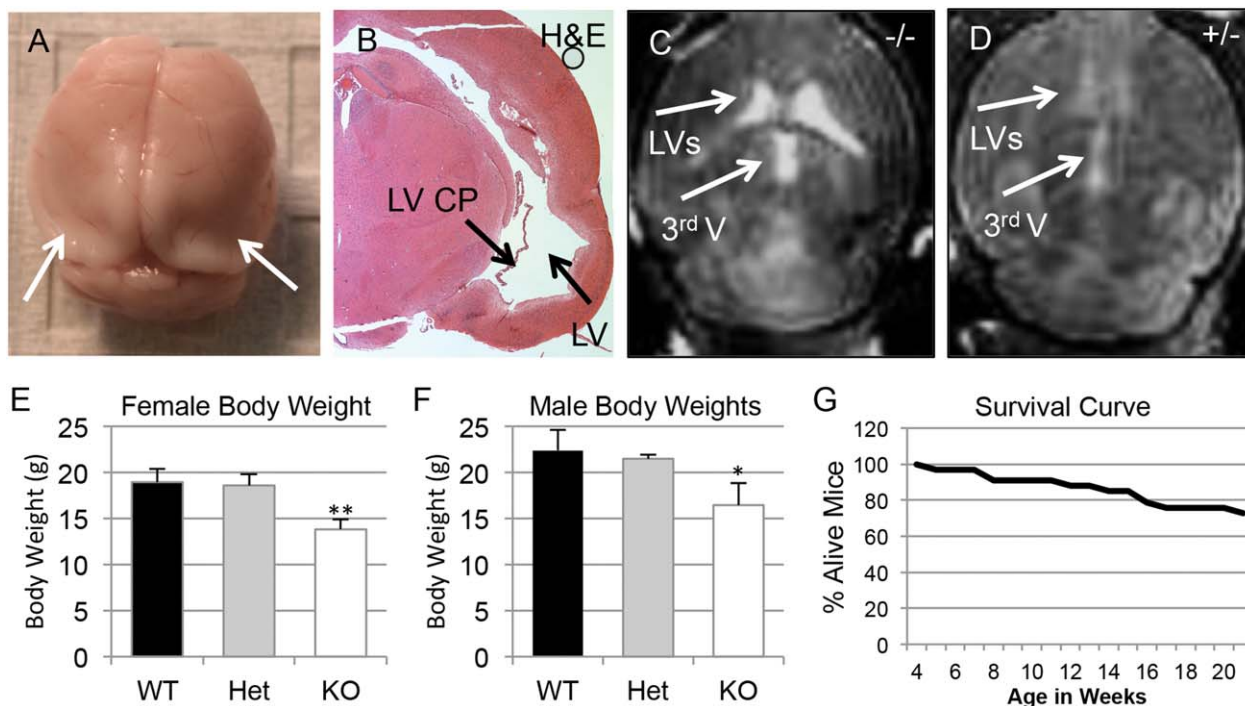 A
B
H&E
LV CP
LV
C
-/-
LVs
3rd V
D
+/-
LVs
3rd V
E
Female Body Weight
Body Weight (g)
25
20
15
10
5
0
**
WT Het KO
F
Male Body Weights
Body Weight (g)
25
20
15
10
5
0
*
WT Het KO
G
Survival Curve
% Alive Mice
120
100
80
60
40
20
0
4 6 8 10 12 14 16 18 20
Age in Weeks